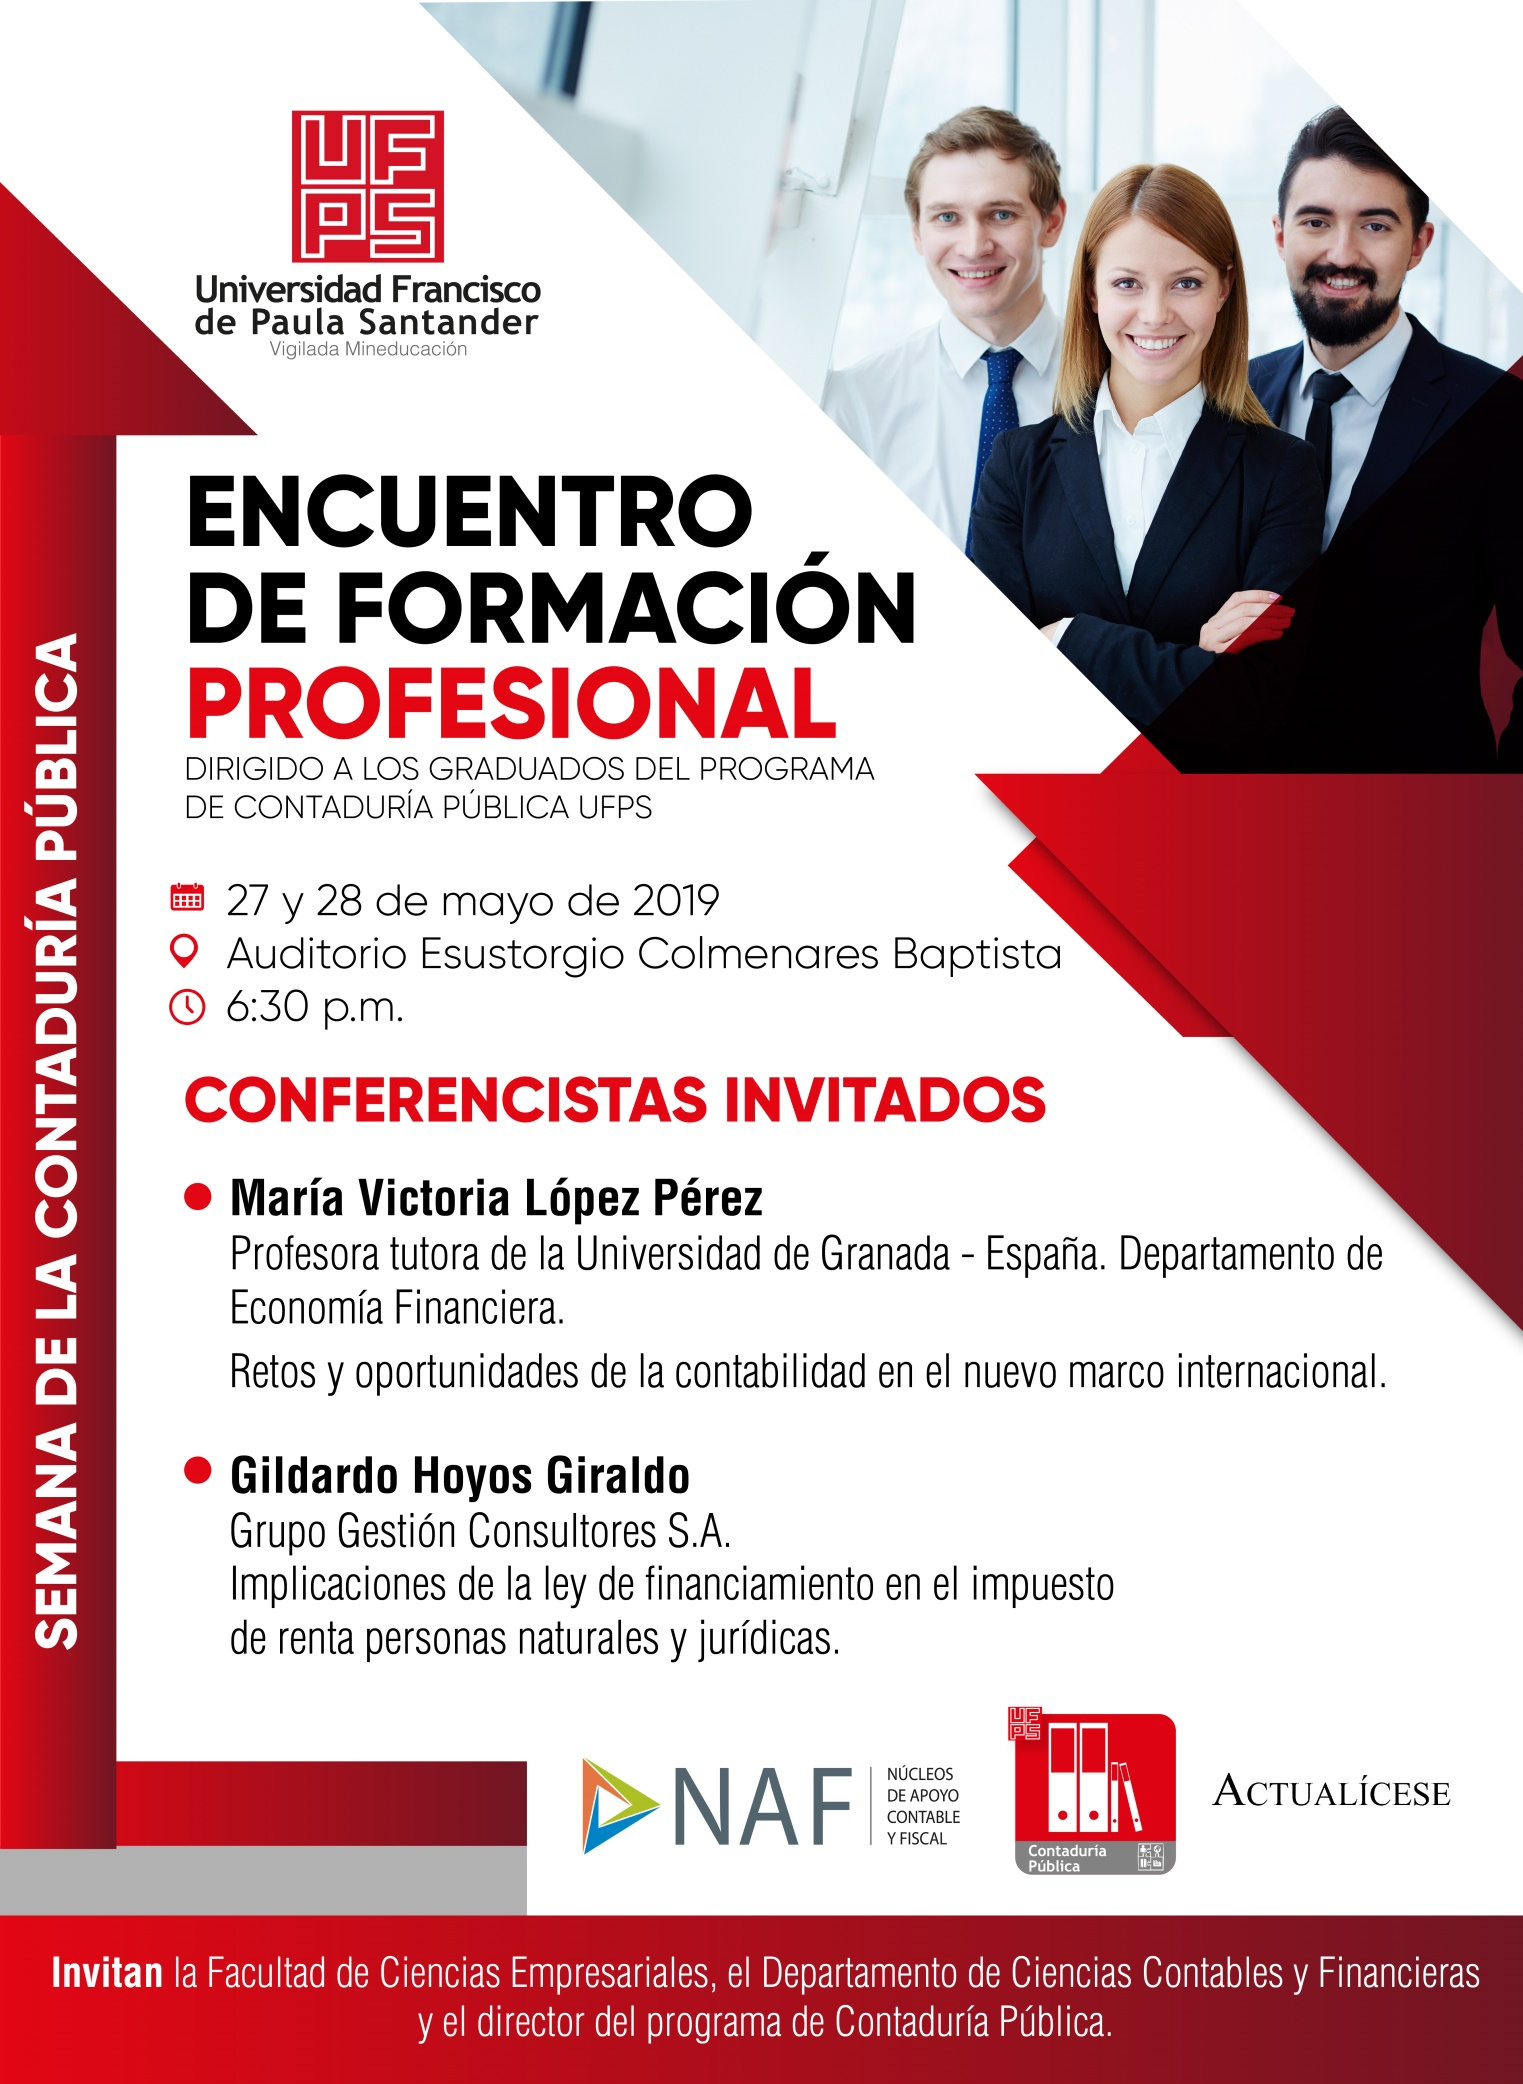 UFPS
Universidad Francisco
de Paula Santander
Vigilada Mineducación
SEMANA DE LA CONTADURÍA PÚBLICA
ENCUENTRO
DE FORMACIÓN
PROFESIONAL
DIRIGIDO A LOS GRADUADOS DEL PROGRAMA
DE CONTADURÍA PÚBLICA UFPS
27 y 28 de mayo de 2019
Auditorio Esustorgio Colmenares Baptista
6:30 p.m.
CONFERENCISTAS INVITADOS
María Victoria López Pérez
Profesora tutora de la Universidad de Granada - España. Departamento de
Economía Financiera.
Retos y oportunidades de la contabilidad en el nuevo marco internacional.
Gildardo Hoyos Giraldo
Grupo Gestión Consultores S.A.
Implicaciones de la ley de financiamiento en el impuesto
de renta personas naturales y jurídicas.
NAF
NÚCLEOS
DE APOYO
CONTABLE
Y FISCAL
UFPS
Contaduría
Pública
ACTUALÍCESE
Invitan la Facultad de Ciencias Empresariales, el Departamento de Ciencias Contables y Financieras
y el director del programa de Contaduría Pública.